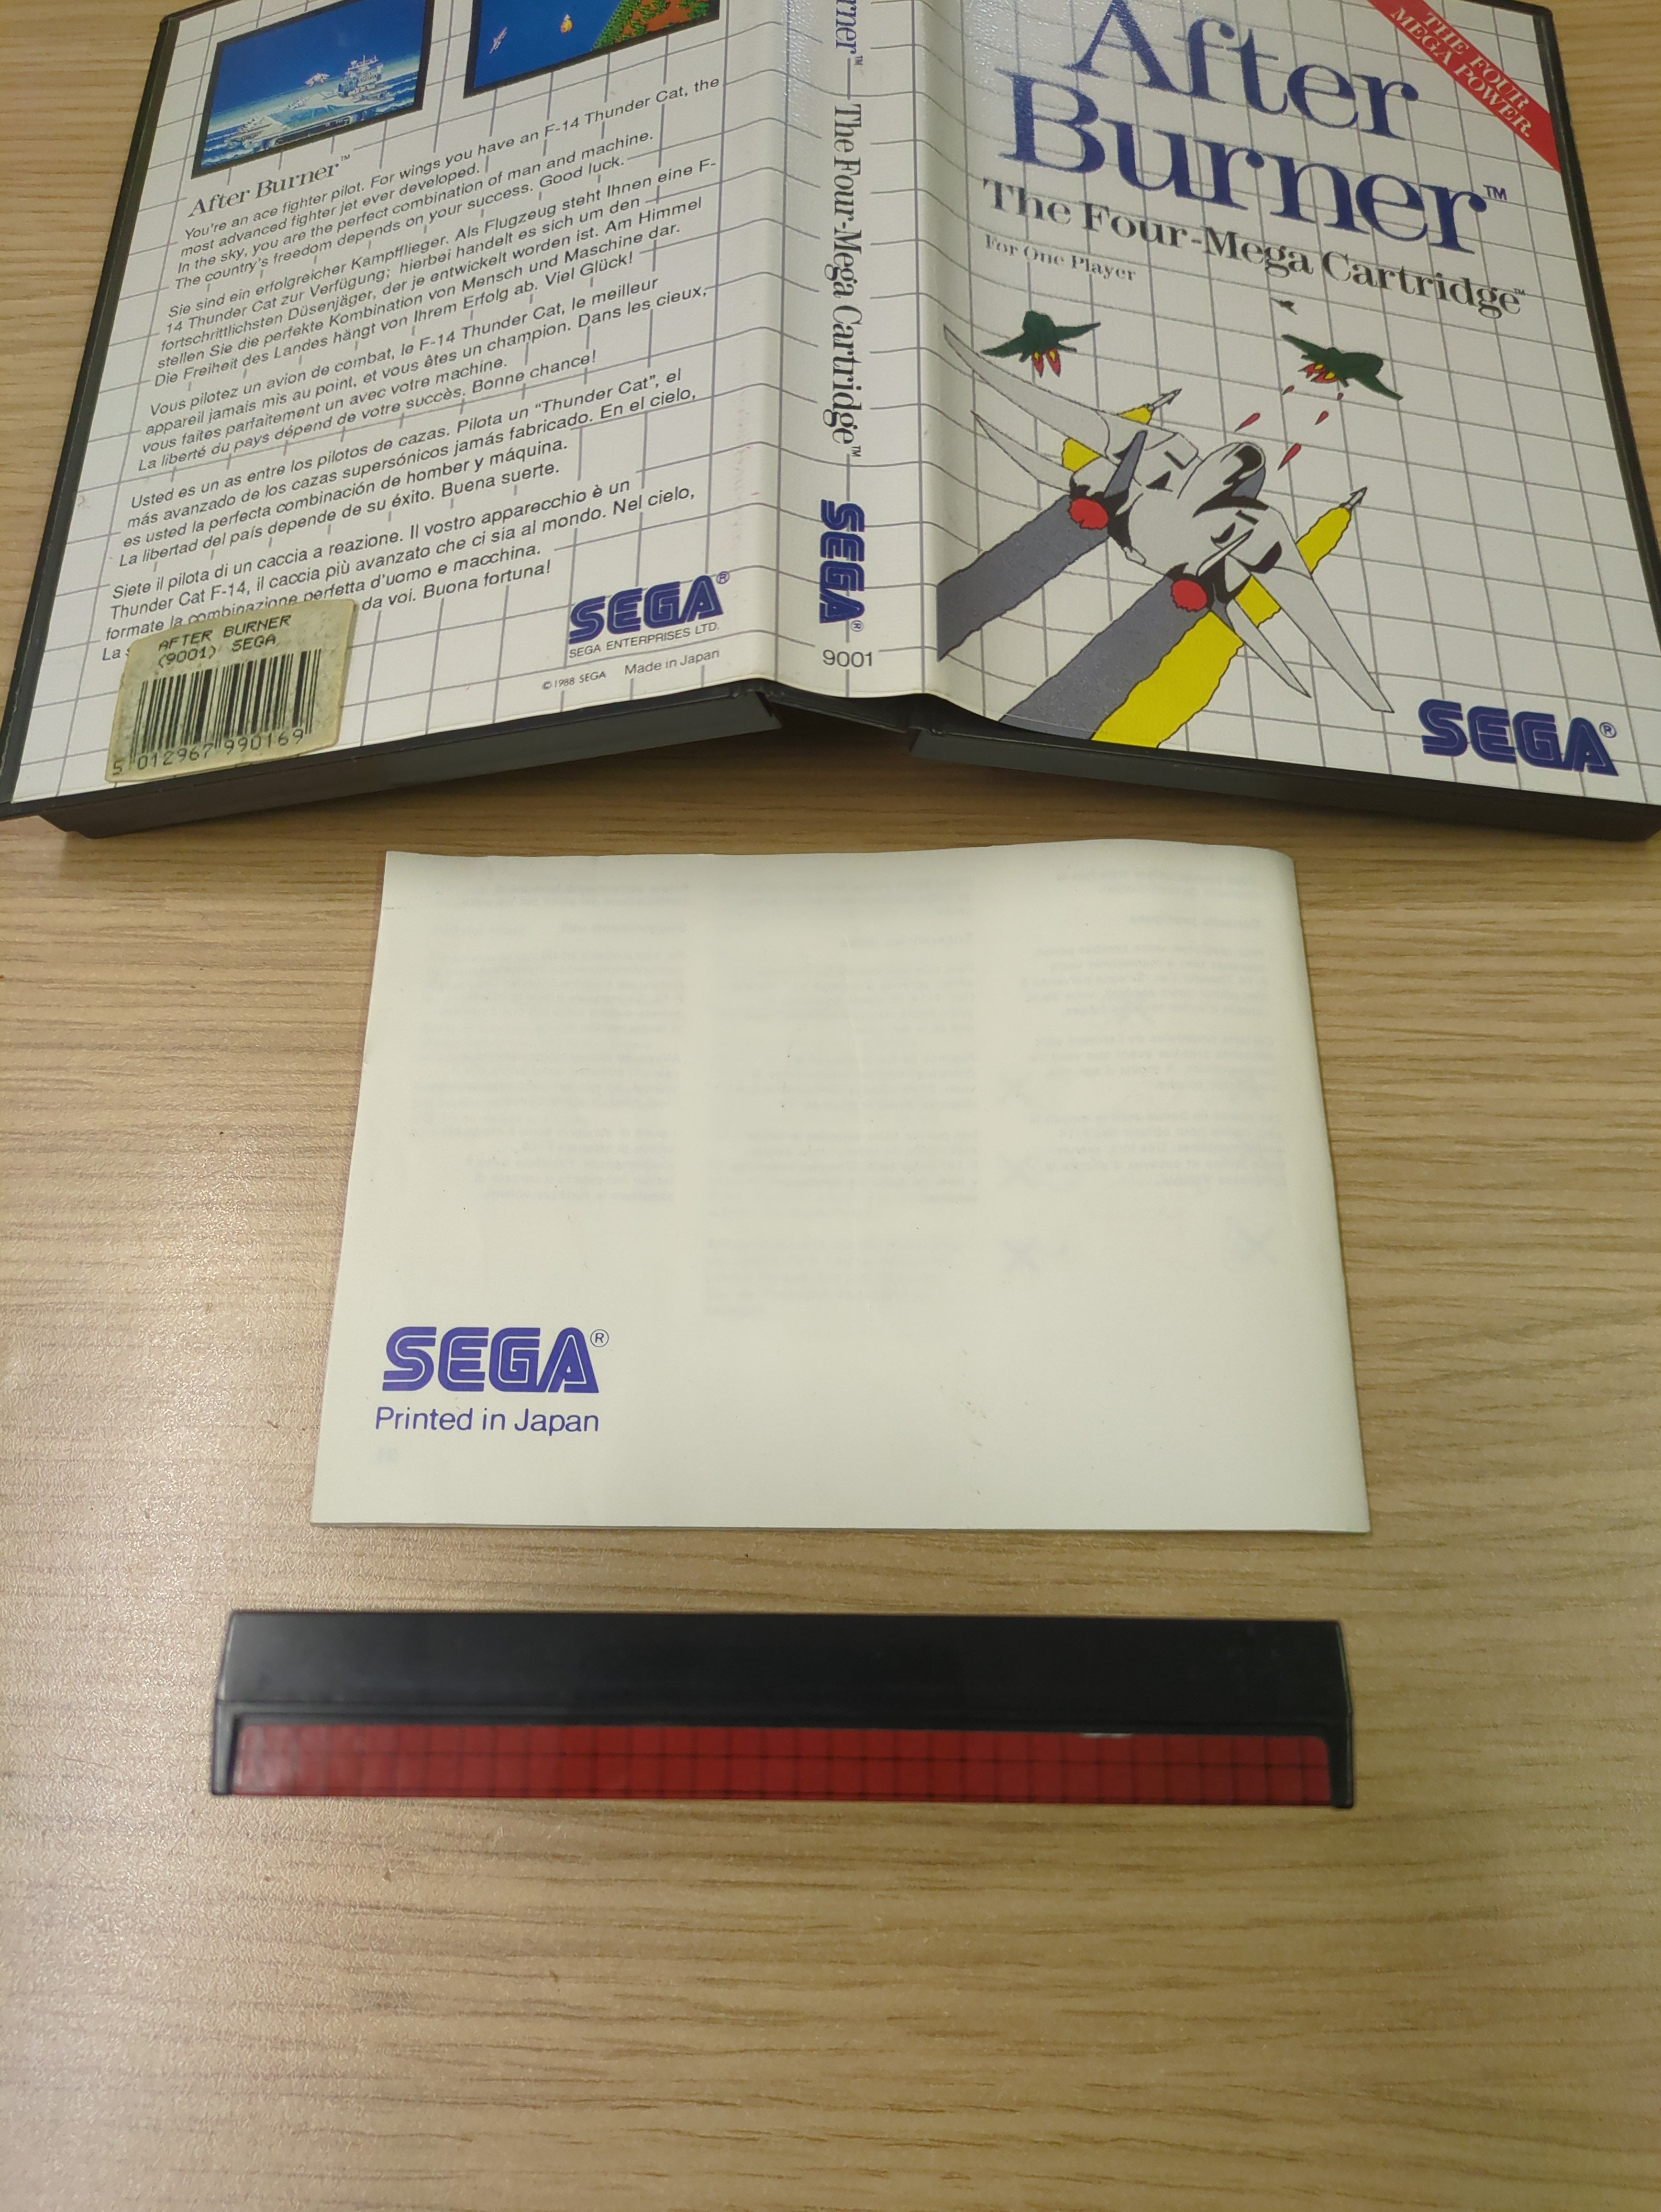 After Burner™
You're an ace fighter pilot. For wings you have an F-14 Thunder Cat, the
most advanced fighter jet ever developed.
In the sky, you are the perfect combination of man and machine.
The country's freedom depends on your success. Good luck.
Sie sind ein erfolgreicher Kampfflieger. Als Flugzeug steht Ihnen eine F-
14 Thunder Cat zur Verfügung; hierbei handelt es sich um den
fortschrittlichsten Düsenjäger, der je entwickelt worden ist. Am Himmel
stellen Sie die perfekte Kombination von Mensch und Maschine dar.
Die Freiheit des Landes hängt von Ihrem Erfolg ab. Viel Glück!
Vous pilotez un avion de combat, le F-14 Thunder Cat, le meilleur
appareil jamais mis au point, et vous êtes un champion. Dans les cieux,
vous faites parfaitement un avec votre machine.
La liberté du pays dépend de votre succès. Bonne chance!
Usted es un as entre los pilotos de cazas. Pilota un “Thunder Cat”, el
más avanzado de los cazas supersónicos jamás fabricado. En el cielo,
es usted la perfecta combinación de homber y máquina.
La libertad del país depende de su éxito. Buena suerte.
Siete il pilota di un caccia a reazione. Il vostro apparecchio è un
Thunder Cat F-14, il caccia più avanzato che ci sia al mondo. Nel cielo,
formate la combinazione perfetta d'uomo e macchina.
La da voi. Buona fortuna!
AFTER BURNER
(9001) SEGA
5 012967 990169
SEGA®
SEGA ENTERPRISES LTD.
©1988 SEGA Made in Japan
rner™ The Four-Mega Cartridge™
SEGA®
9001
THE FOUR
MEGA POWER.
After
Burner™
The Four-Mega Cartridge™
For One Player
SEGA®
SEGA®
Printed in Japan